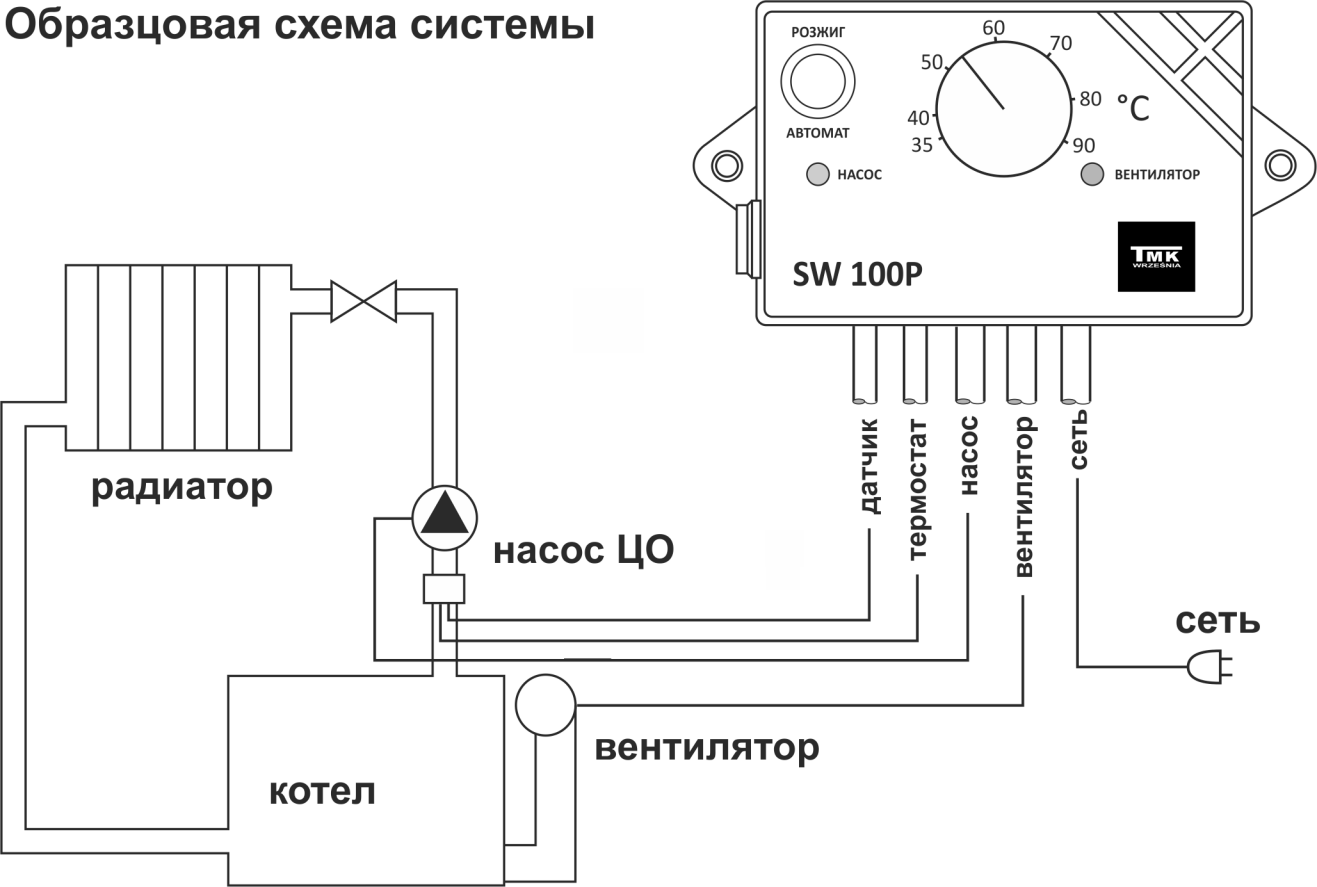 Образцовая схема системы
РОЗЖИГ
АВТОМАТ
НАСОС
35
40
50
60
70
80
90
°C
ВЕНТИЛЯТОР
SW 100P
TMK
WRZEŚNIA
датчик
термостат
насос
вентилятор
сеть
радиатор
насос ЦО
сеть
вентилятор
котел